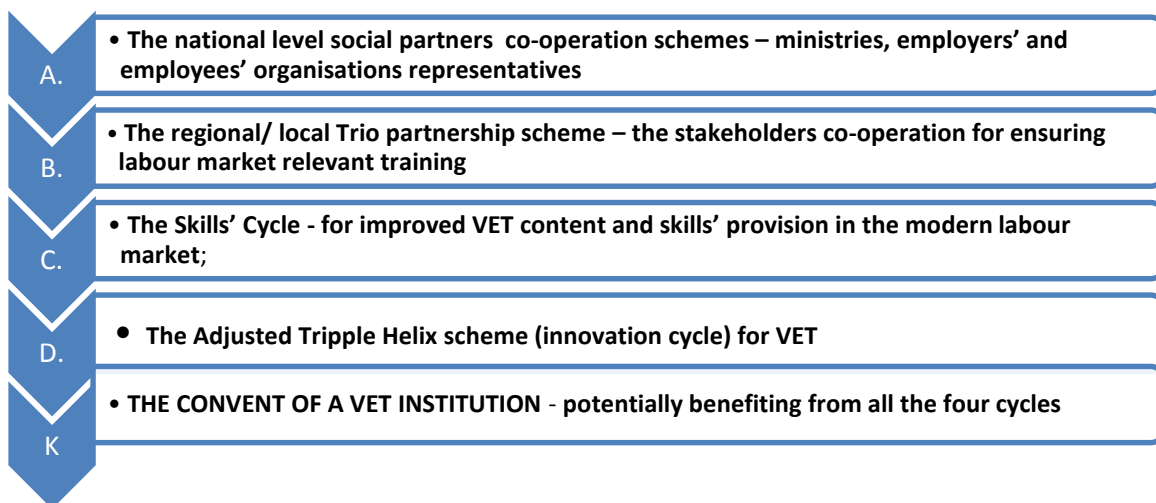 A.
• The national level social partners co-operation schemes – ministries, employers’ and
employees’ organisations representatives
B.
• The regional/ local Trio partnership scheme – the stakeholders co-operation for ensuring
labour market relevant training
C.
• The Skills’ Cycle - for improved VET content and skills’ provision in the modern labour
market;
D.
• The Adjusted Tripple Helix scheme (innovation cycle) for VET
K
• THE CONVENT OF A VET INSTITUTION - potentially benefiting from all the four cycles